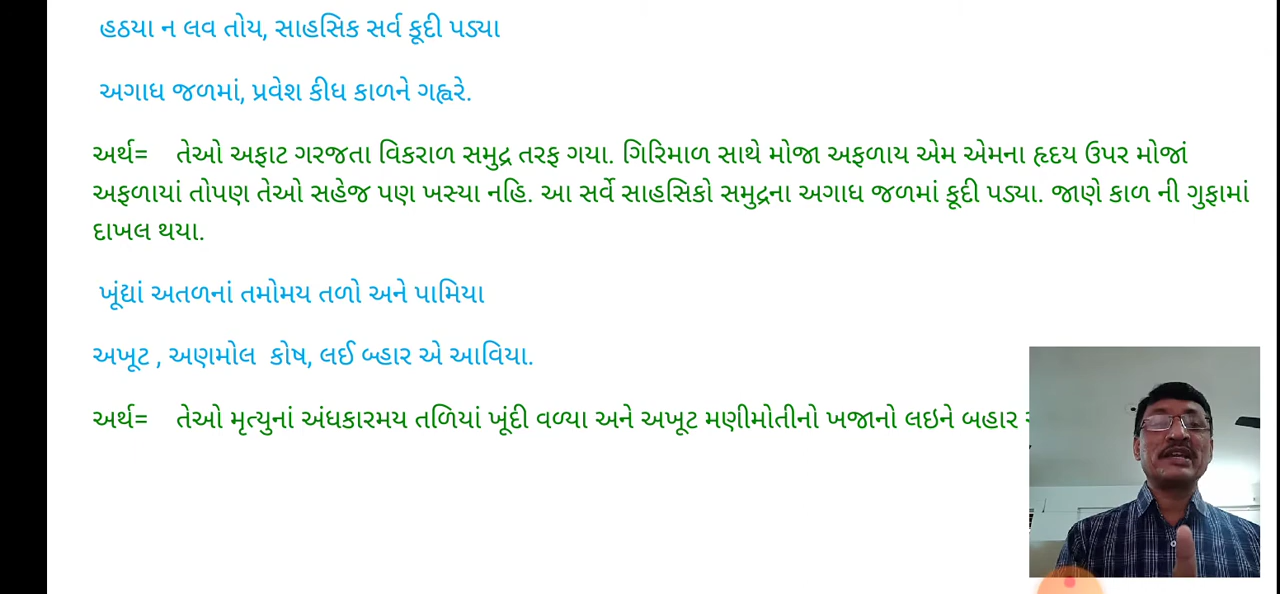 હઠયા ન લવ તોય, સાહસિક સર્વ કૂદી પડ્યા
અગાધ જળમાં, પ્રવેશ કીધ કાળને ગહ્વરે.
અર્થ= તેઓ અફાટ ગરજતા વિકરાળ સમુદ્ર તરફ ગયા. ગિરિમાળ સાથે મોજા અફળાય એમ એમના હૃદય ઉપર મોજાં
અફળાયાં તોપણ તેઓ સહેજ પણ ખસ્યા નહિ. આ સર્વે સાહસિકો સમુદ્રના અગાધ જળમાં કૂદી પડ્યા. જાણે કાળ ની ગુફામાં
દાખલ થયા.
ખૂંદ્યાં અતળનાં તમોમય તળો અને પામિયા
અખૂટ , અણમોલ કોષ, લઈ બ્હાર એ આવિયા.
અર્થ= તેઓ મૃત્યુનાં અંધકારમય તળિયાં ખૂંદી વળ્યા અને અખૂટ મણીમોતીનો ખજાનો લઇને બહાર